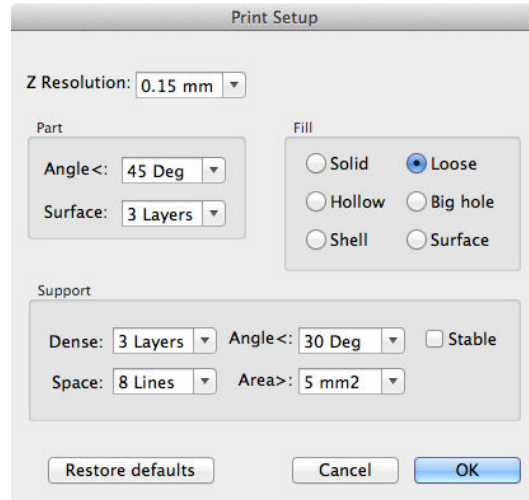 Print Setup
Z Resolution: 0.15 mm
Part
Angle<: 45 Deg
Surface: 3 Layers
Fill
Solid Loose
Hollow Big hole
Shell Surface
Support
Dense: 3 Layers Angle<: 30 Deg Stable
Space: 8 Lines Area>: 5 mm2
Restore defaults Cancel OK